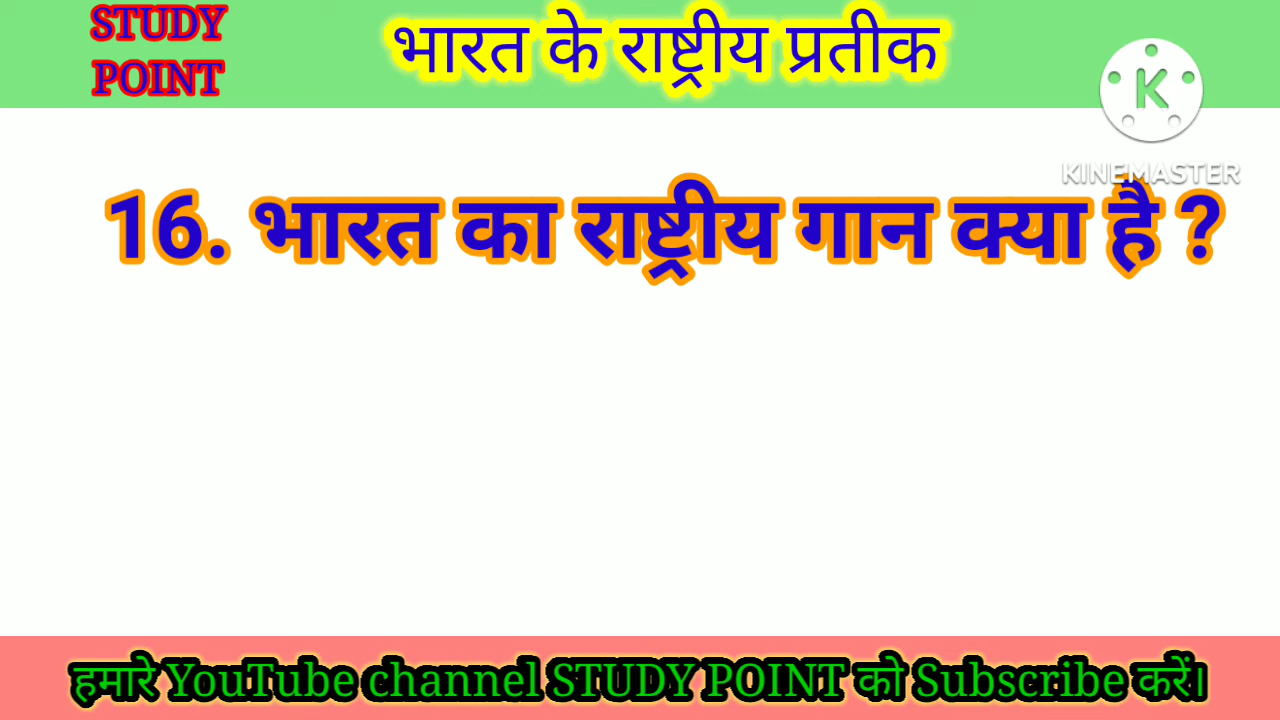 STUDY
POINT
भारत के राष्ट्रीय प्रतीक
K
KINEMASTER
16. भारत का राष्ट्रीय गान क्या है ?
हमारे YouTube channel STUDY POINT को Subscribe करें।